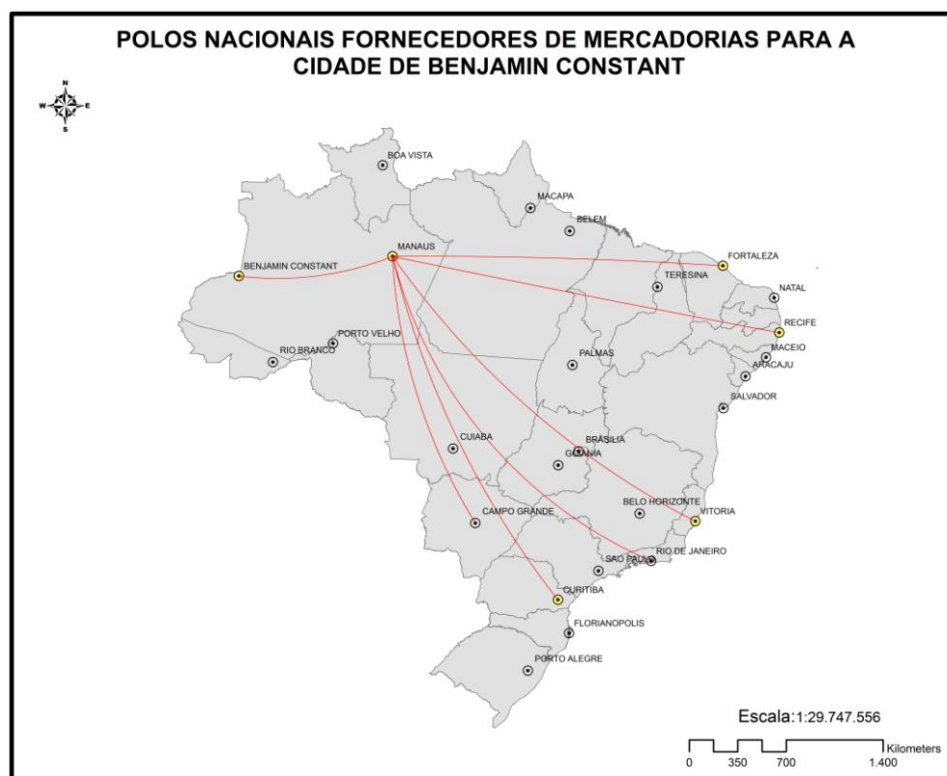 POLOS NACIONAIS FORNECEDORES DE MERCADORIAS PARA A
CIDADE DE BENJAMIN CONSTANT
N
W E
S
BOA VISTA
MACAPA
BELEM
MANAUS
FORTALEZA
BENJAMIN CONSTANT
TERESINA
NATAL
RECIFE
PORTO VELHO
MACEIO
PALMAS
RIO BRANCO
ARACAJU
SALVADOR
CUIABA
BRASILIA
GOIANIA
BELO HORIZONTE
CAMPO GRANDE
VITORIA
RIO DE JANEIRO
SAO PAULO
CURITIBA
FLORIANOPOLIS
PORTO ALEGRE
Escala:1:29.747.556
Kilometers
0 350 700 1.400